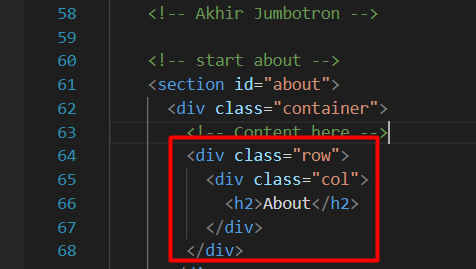 58 <!-- Akhir Jumbotron -->
59
60 <!-- start about -->
61 <section id="about">
62 <div class="container">
63 <!-- Content here -->
64 <div class="row">
65 <div class="col">
66 <h2>About</h2>
67 </div>
68 </div>